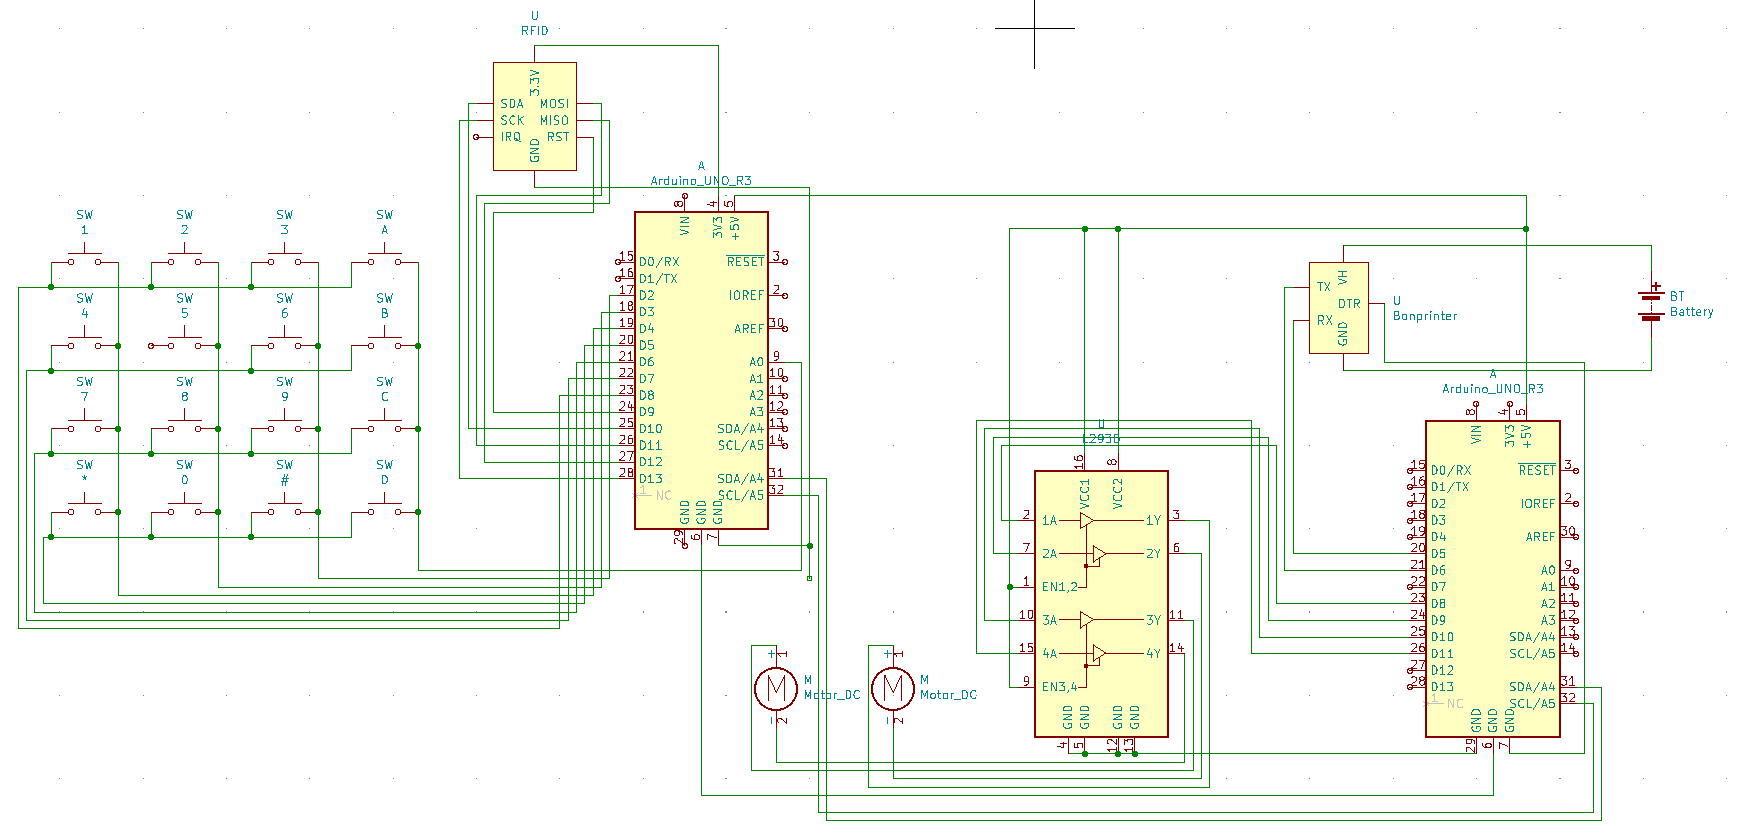 U
RFID
3.3V
SDA MOSI
SCK MISO
IRQ RST
GND
A
Arduino_UNO_R3
8 4 5
VIN 3V3 +5V
15 D0/RX RESET 3
16 D1/TX
17 D2 IOREF 2
18 D3
19 D4 AREF 30
20 D5
21 D6 A0 9
22 D7 A1 10
23 D8 A2 11
24 D9 A3 12
25 D10 SDA/A4 13
26 D11 SCL/A5 14
27 D12
28 D13 SDA/A4 31
1 NC SCL/A5 32
GND GND GND
29 6 7
SW SW SW SW
1 2 3 A
SW SW SW SW
4 5 6 B
SW SW SW SW
7 8 9 C
SW SW SW SW
* 0 # D
VH
TX
DTR
RX
GND
U
Bonprinter
+
BT
Battery
A
Arduino_UNO_R3
8 4 5
VIN 3V3 +5V
15 D0/RX RESET 3
16 D1/TX
17 D2 IOREF 2
18 D3
19 D4 AREF 30
20 D5
21 D6 A0 9
22 D7 A1 10
23 D8 A2 11
24 D9 A3 12
25 D10 SDA/A4 13
26 D11 SCL/A5 14
27 D12
28 D13 SDA/A4 31
1 NC SCL/A5 32
GND GND GND
29 6 7
U
L293D
16 8
VCC1 VCC2
2 1A 1Y 3
7 2A 2Y 6
1 EN1,2
10 3A 3Y 11
15 4A 4Y 14
9 EN3,4
GND GND GND GND
4 5 12 13
+ 1
M
M
Motor_DC
- 2
+ 1
M
M
Motor_DC
- 2